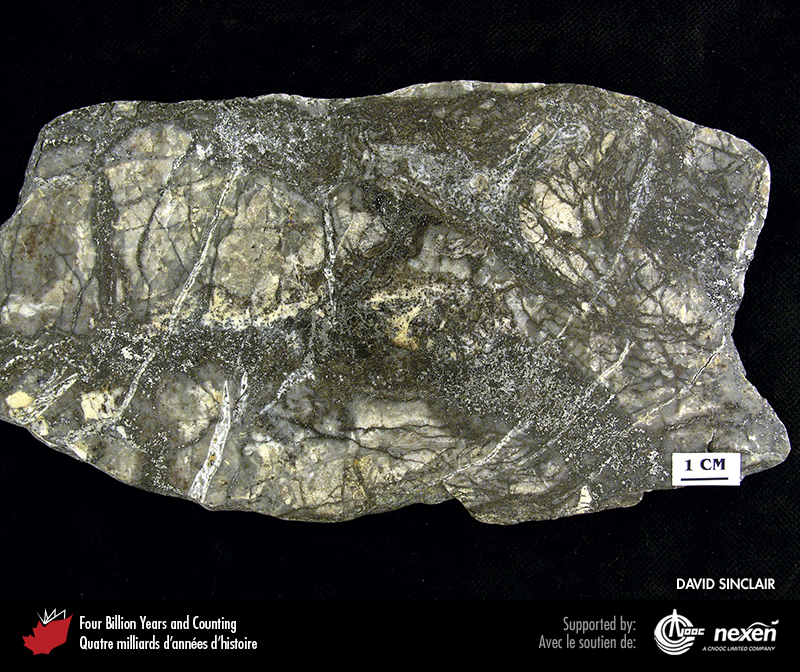 1 CM
DAVID SINCLAIR
Four Billion Years and Counting
Quatre milliards d'années d'histoire
Supported by:
Avec le soutien de:
CNOOC
nexen
A CNOOC LIMITED COMPANY